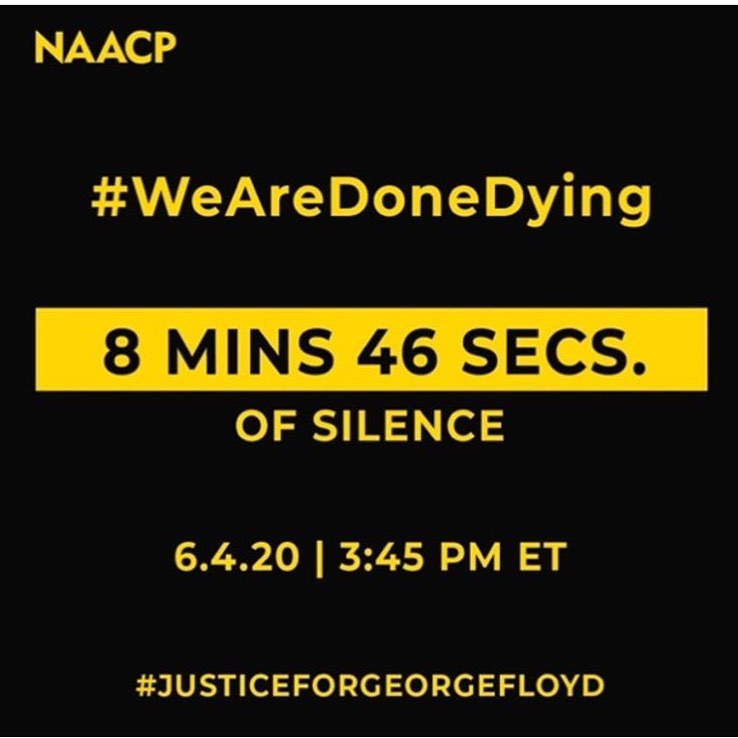 NAACP
#WeAreDoneDying
8 MINS 46 SECS.
OF SILENCE
6.4.20 | 3:45 PM ET
#JUSTICEFORGEORGEFLOYD